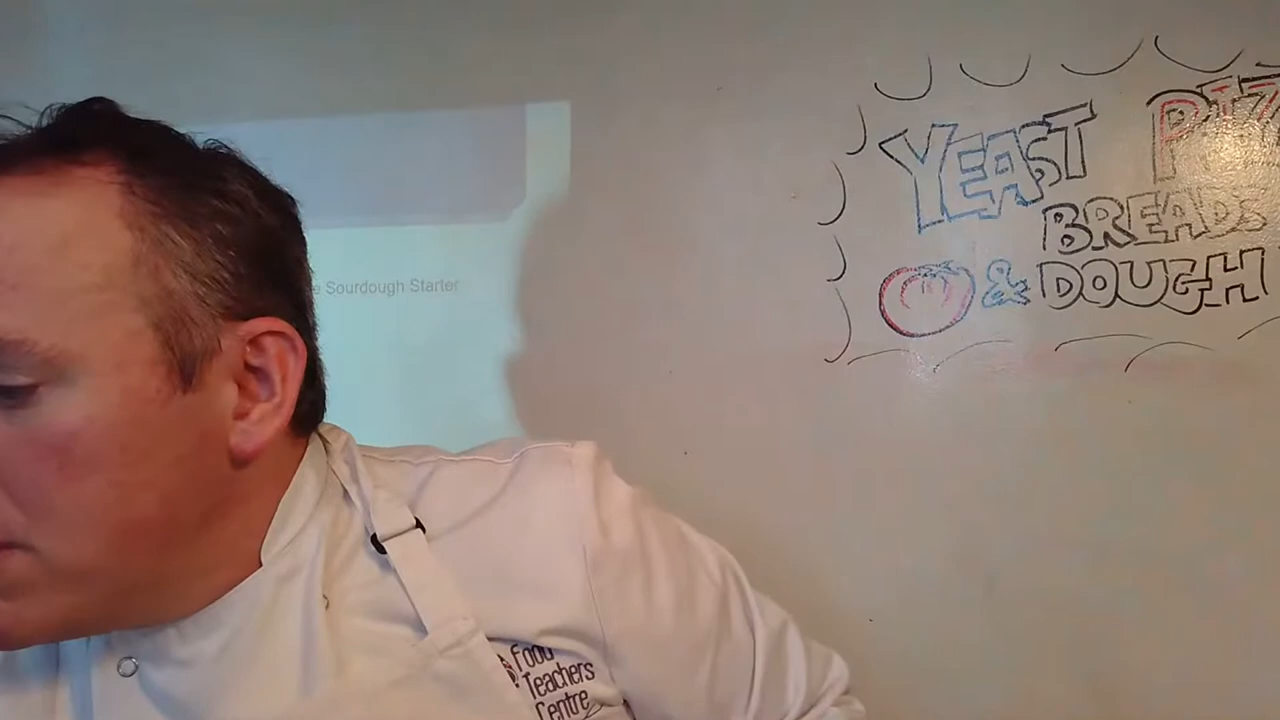 YEAST
BREADS
& DOUGH
Sourdough Starter
Food
Teachers
Centre